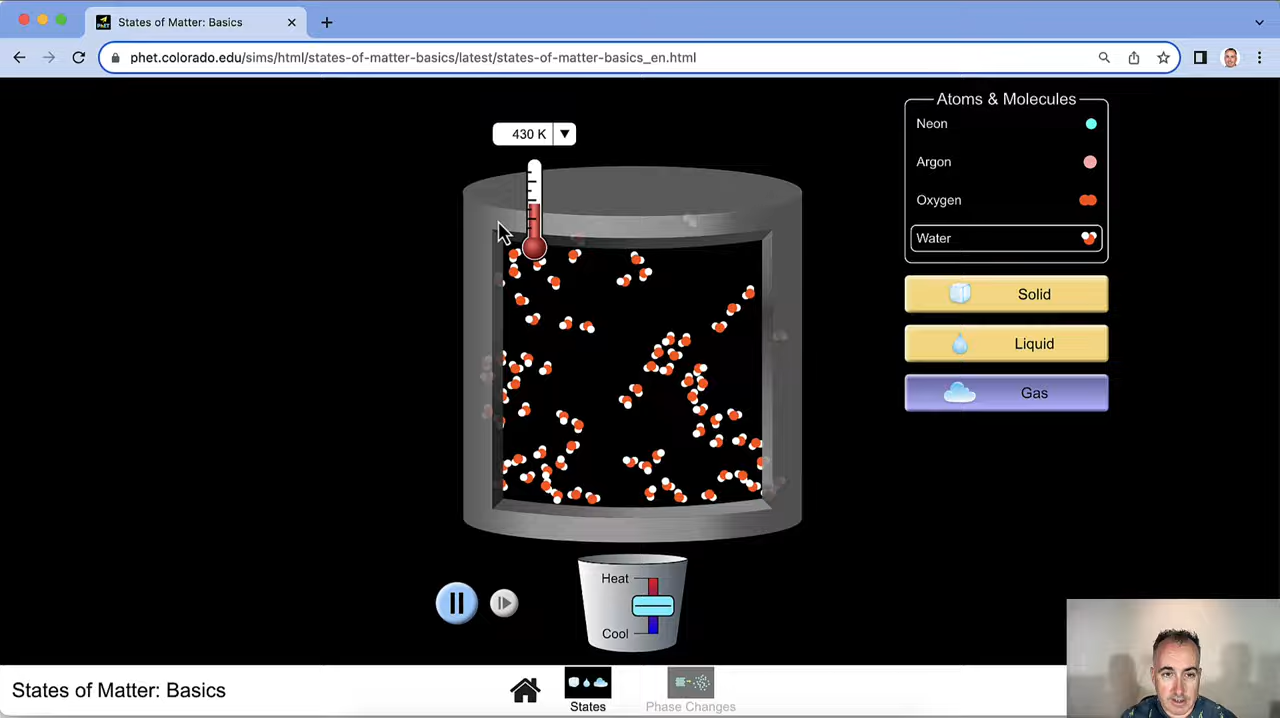 States of Matter: Basics
phet.colorado.edu/sims/html/states-of-matter-basics/latest/states-of-matter-basics_en.html
430 K
Atoms & Molecules
Neon
Argon
Oxygen
Water
Solid
Liquid
Gas
Heat
Cool
States of Matter: Basics
States
Phase Changes